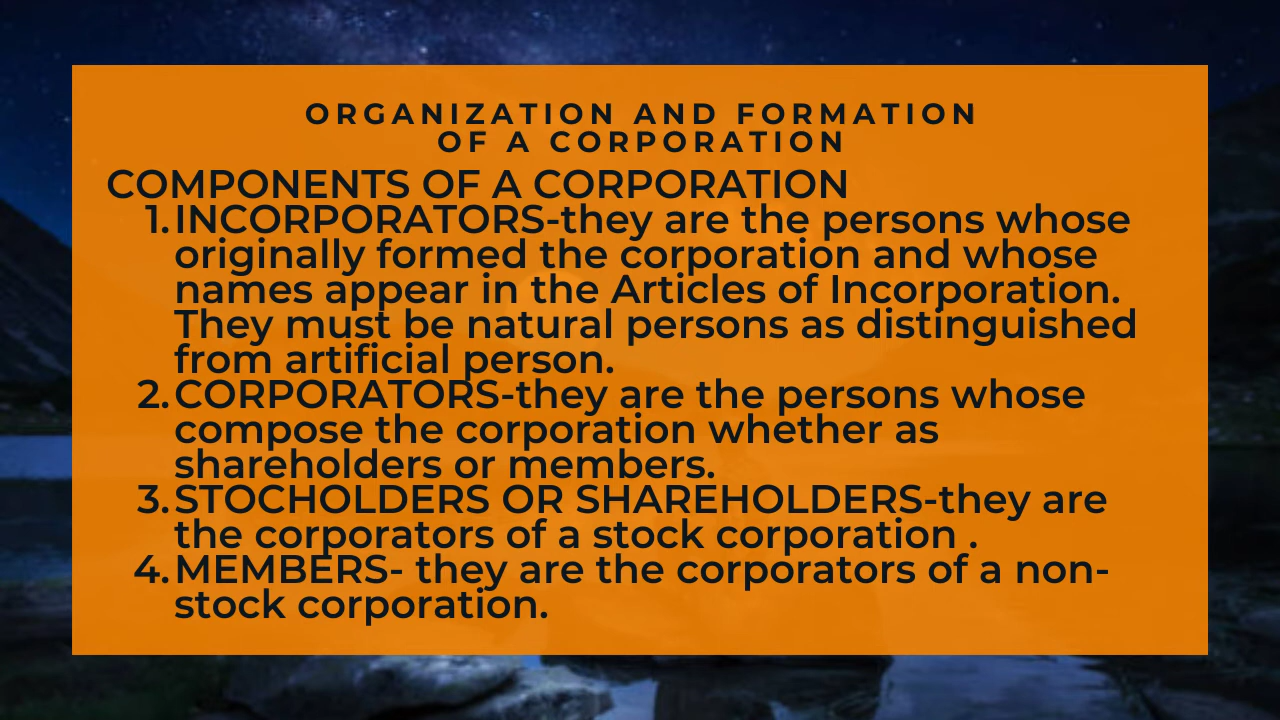 ORGANIZATION AND FORMATION
OF A CORPORATION
COMPONENTS OF A CORPORATION
1. INCORPORATORS-they are the persons whose
originally formed the corporation and whose
names appear in the Articles of Incorporation.
They must be natural persons as distinguished
from artificial person.
2. CORPORATORS-they are the persons whose
compose the corporation whether as
shareholders or members.
3. STOCHOLDERS OR SHAREHOLDERS-they are
the corporators of a stock corporation .
4. MEMBERS- they are the corporators of a non-
stock corporation.